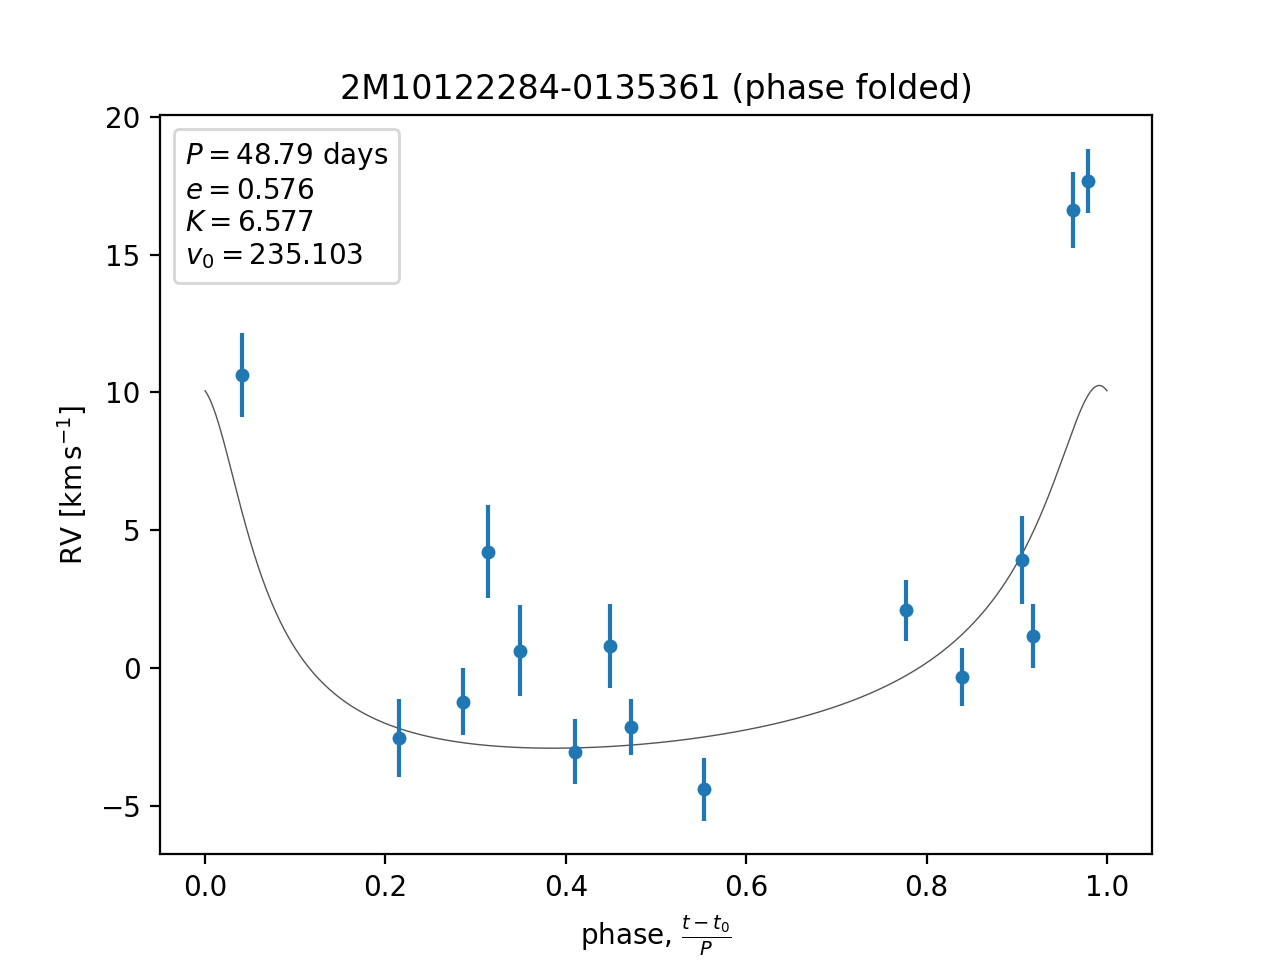 2M10122284-0135361 (phase folded)
P = 48.79 days
e = 0.576
K = 6.577
v₀ = 235.103
20
15
10
5
0
−5
RV [km s⁻¹]
0.0 0.2 0.4 0.6 0.8 1.0
phase, (t − t₀)/P